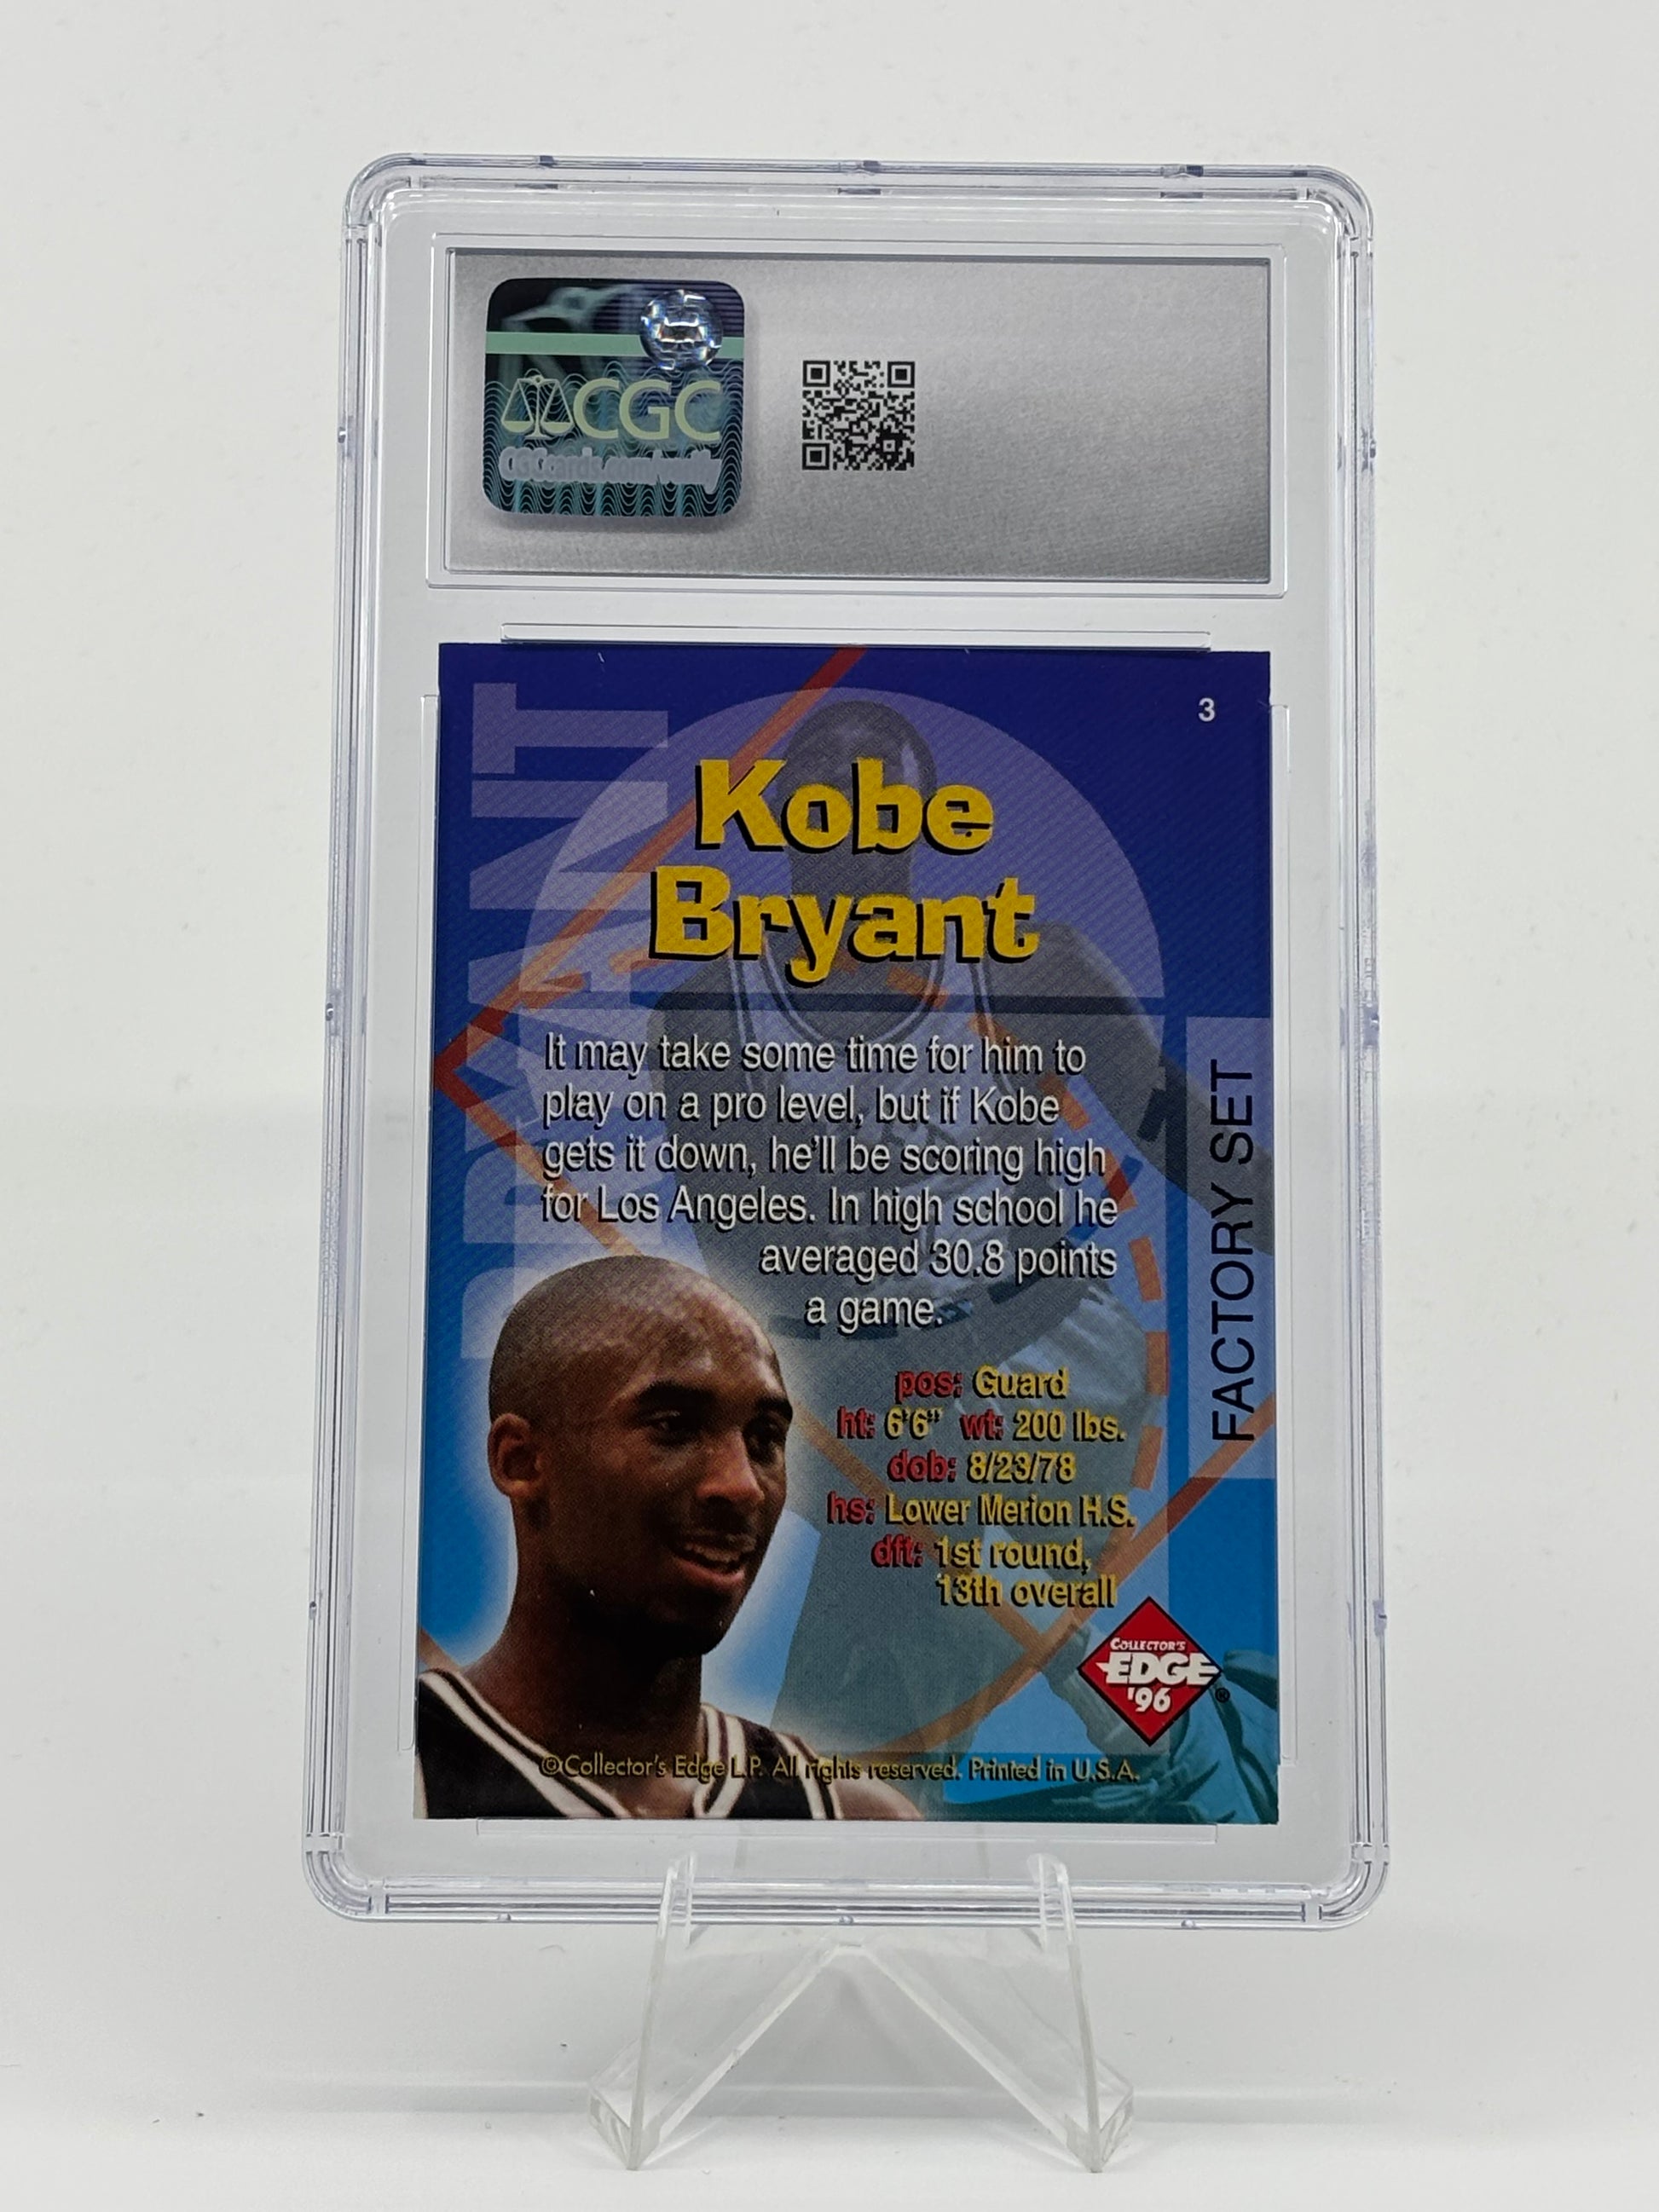 CGC
CGCcards.com/verify
3
BRYANT
Kobe
Bryant
It may take some time for him to
play on a pro level, but if Kobe
gets it down, he'll be scoring high
for Los Angeles. In high school he
averaged 30.8 points
a game.
FACTORY SET
pos: Guard
ht: 6'6" wt: 200 lbs.
dob: 8/23/78
hs: Lower Merion H.S.
dft: 1st round,
13th overall
COLLECTOR'S
EDGE
'96
®
©Collector's Edge L.P. All rights reserved. Printed in U.S.A.